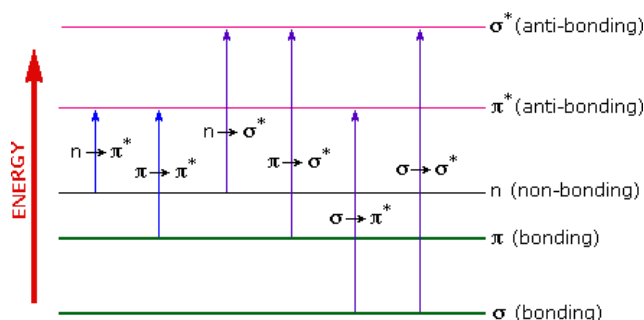 σ* (anti-bonding)
π* (anti-bonding)
n → σ*
n → π*
π → σ*
π → π*
σ → σ*
n (non-bonding)
σ → π*
π (bonding)
σ (bonding)
ENERGY